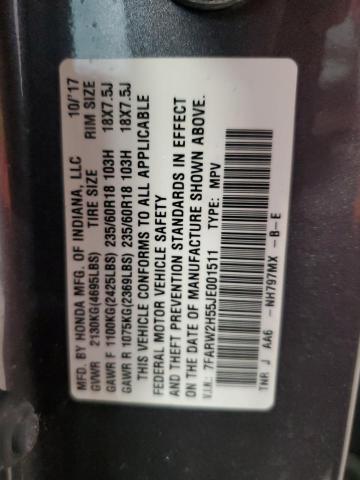 MFD. BY HONDA MFG. OF INDIANA, LLC 10/'17
GVWR 2130KG(4695LBS) TIRE SIZE RIM SIZE
GAWR F 1100KG(2425LBS) 235/60R18 103H 18X7.5J
GAWR R 1075KG(2369LBS) 235/60R18 103H 18X7.5J
THIS VEHICLE CONFORMS TO ALL APPLICABLE
FEDERAL MOTOR VEHICLE SAFETY
AND THEFT PREVENTION STANDARDS IN EFFECT
ON THE DATE OF MANUFACTURE SHOWN ABOVE.
V.I.N.: 7FARW2H55JE001511 TYPE: MPV
TNR J AA6 -NH797MX -B-E